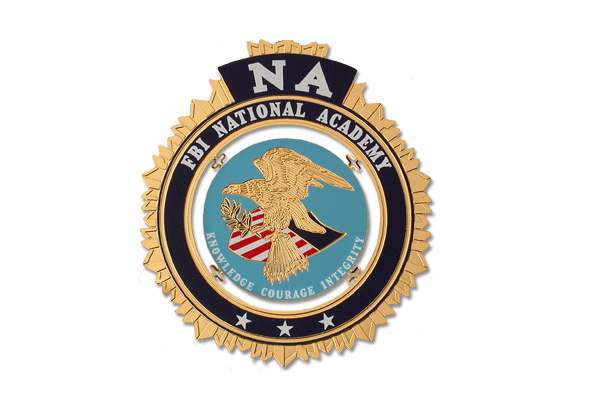 NA
FBI NATIONAL ACADEMY
KNOWLEDGE COURAGE INTEGRITY